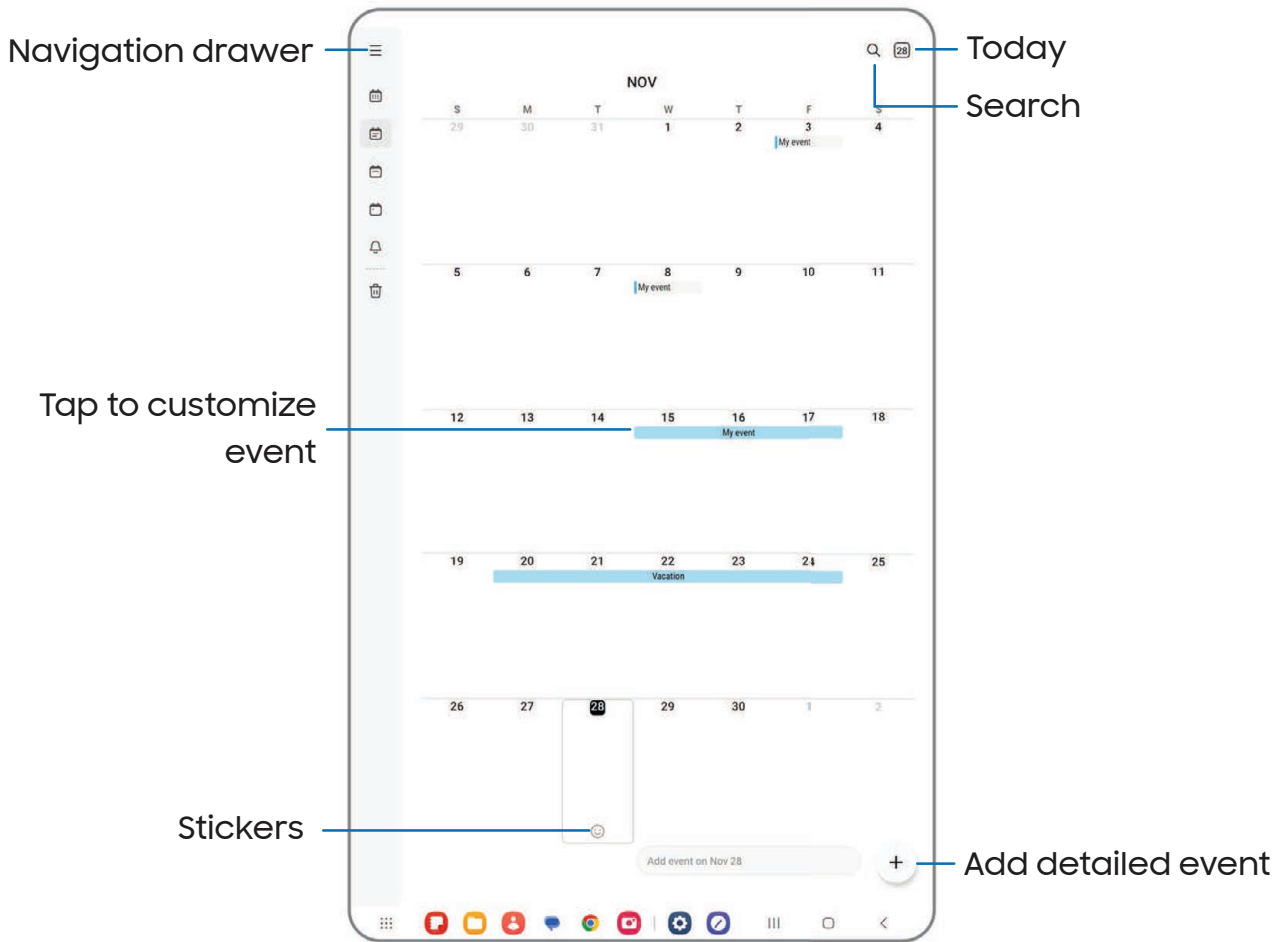 Navigation drawer
28
Today
Search
NOV
S M T W T F S
29 30 31 1 2 3 4
My event
5 6 7 8 9 10 11
My event
Tap to customize
event
12 13 14 15 16 17 18
My event
19 20 21 22 23 24 25
Vacation
26 27 28 29 30 1 2
Stickers
Add event on Nov 28
+
Add detailed event